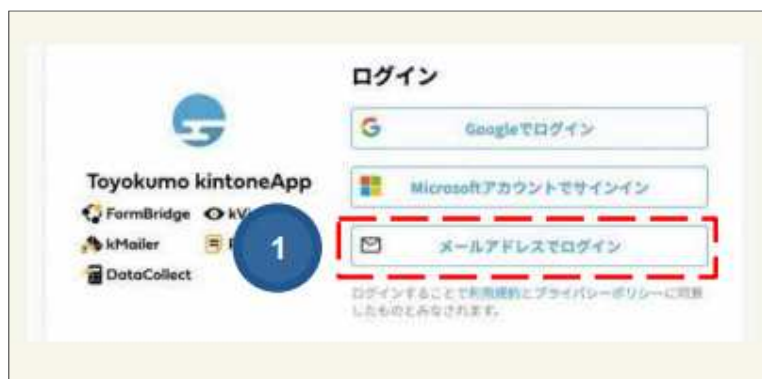 ログイン
Googleでログイン
Toyokumo kintoneApp
Microsoftアカウントでサインイン
FormBridge
kMailer
1
メールアドレスでログイン
DataCollect
ログインすることで利用規約とプライバシーポリシーに同意
したものとみなされます。